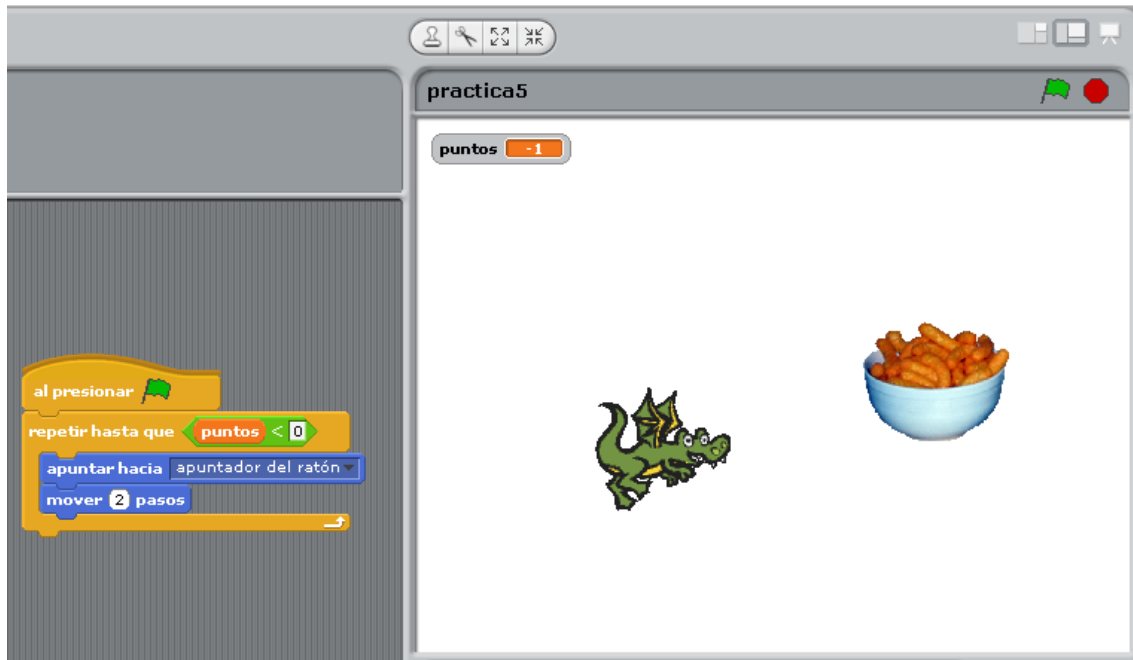 practica5
puntos -1
al presionar
repetir hasta que puntos < 0
apuntar hacia apuntador del ratón
mover 2 pasos